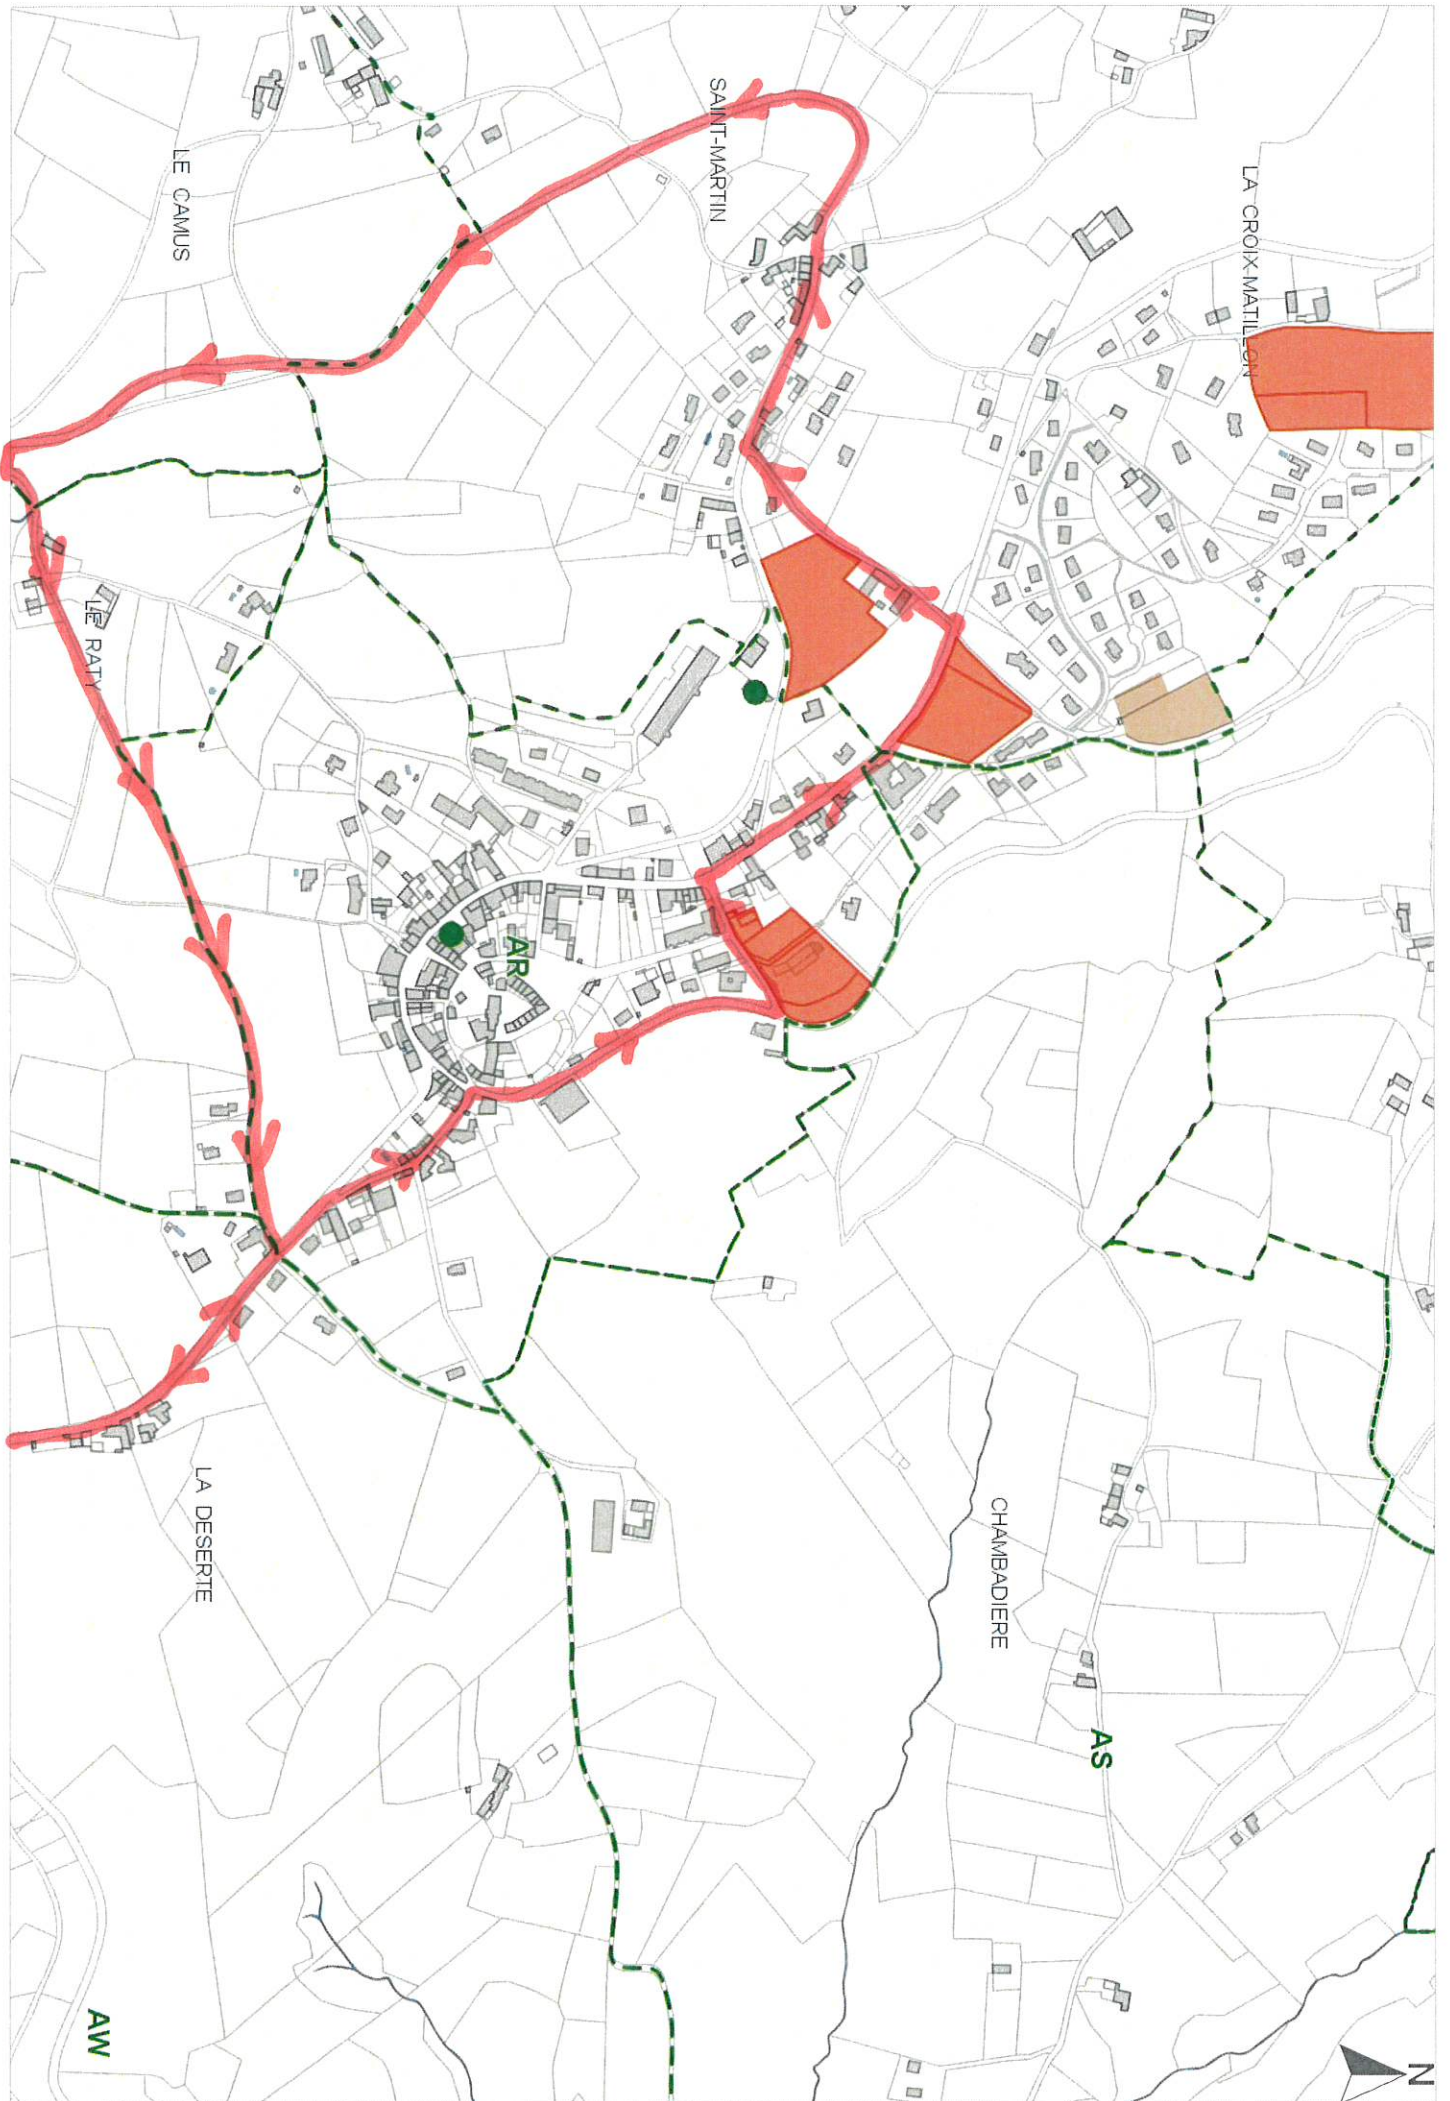 LA CROIX-MATILLON
SAINT-MARTIN
LE CAMUS
LE RATY
AR
LA DESERTE
CHAMBADIERE
AS
AW
N